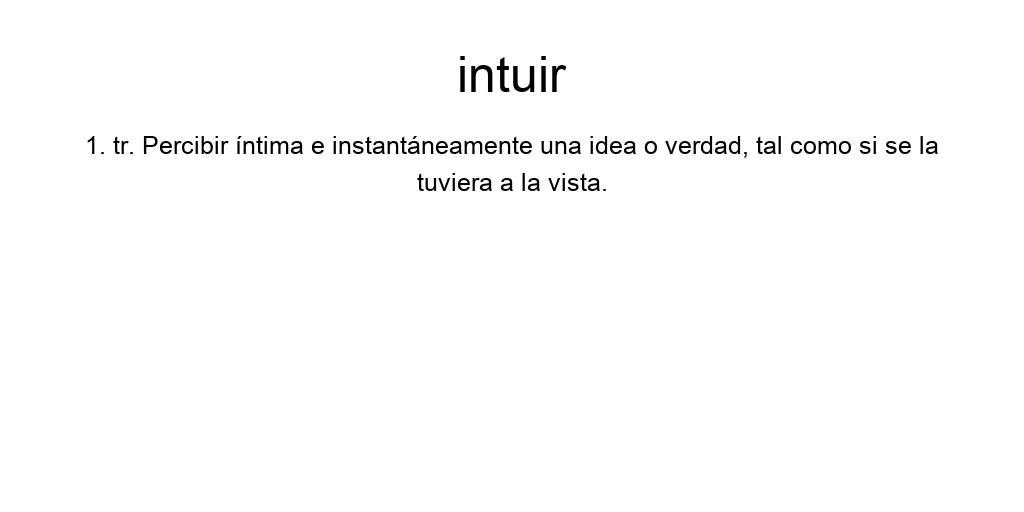 intuir
1. tr. Percibir íntima e instantáneamente una idea o verdad, tal como si se la
tuviera a la vista.